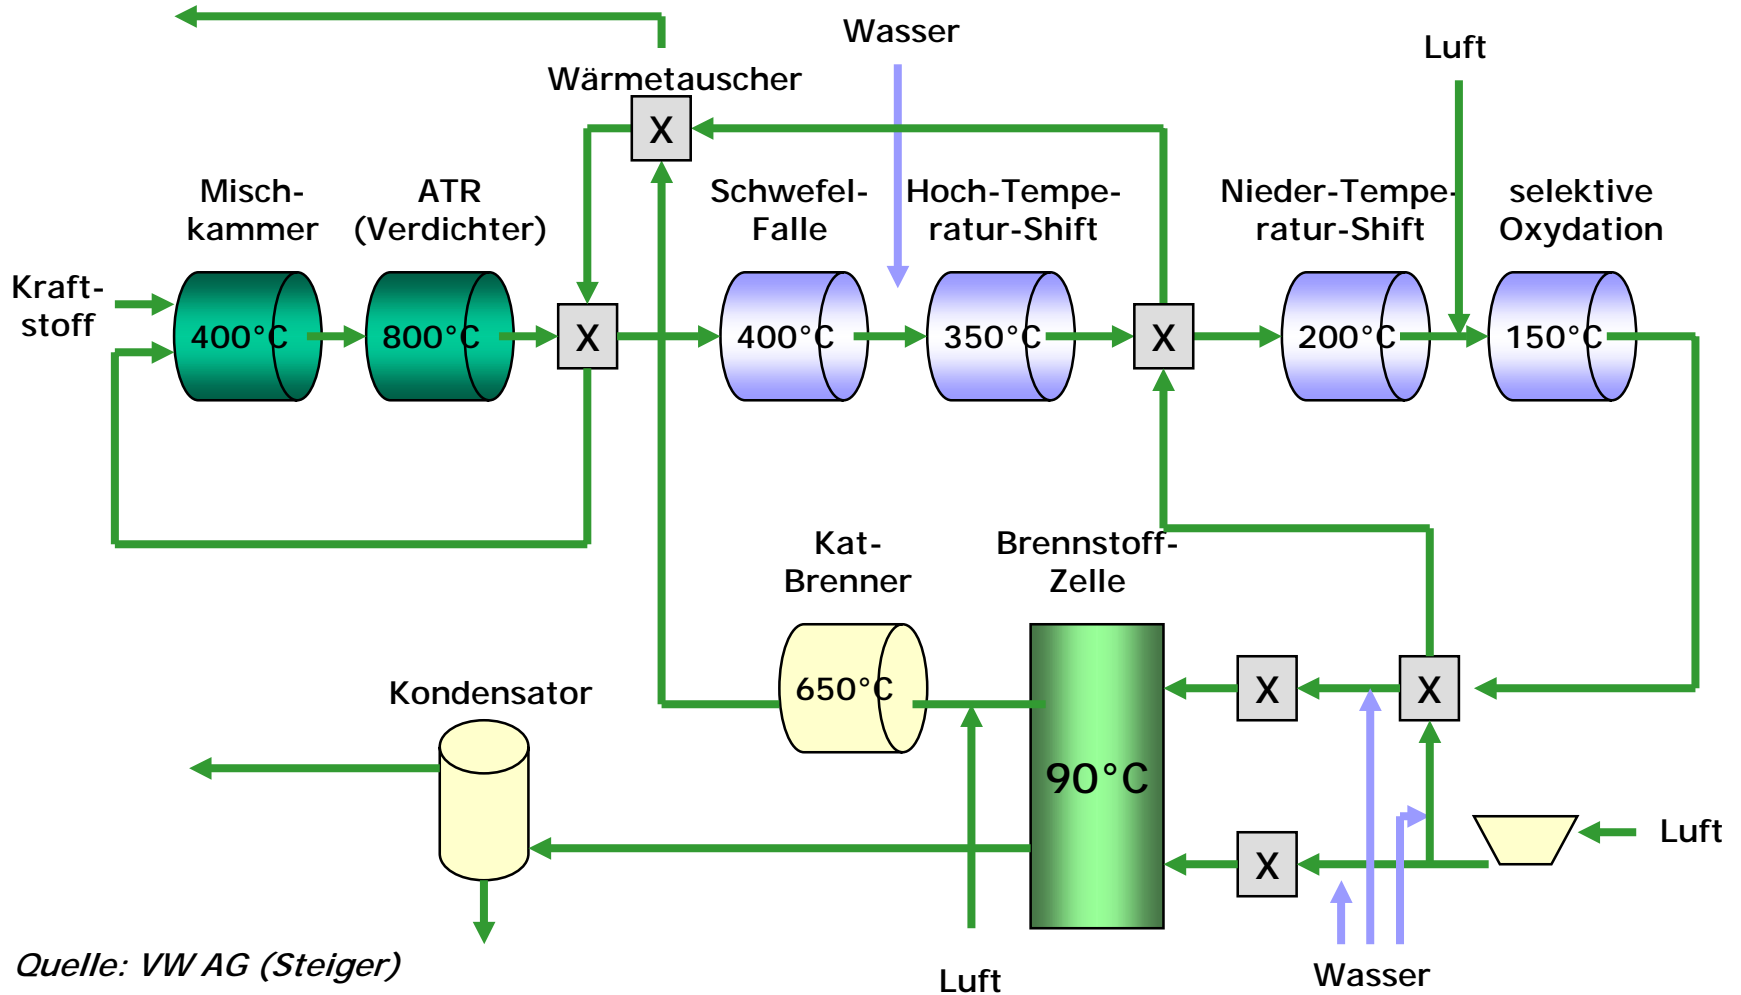 Wasser
Luft
Wärmetauscher
X
Misch-
kammer
ATR
(Verdichter)
Schwefel-
Falle
Hoch-Tempe-
ratur-Shift
Nieder-Tempe-
ratur-Shift
selektive
Oxydation
Kraft-
stoff
400°C
800°C
X
400°C
350°C
X
200°C
150°C
Kat-
Brenner
Brennstoff-
Zelle
650°C
X
X
Kondensator
90°C
Luft
X
Quelle: VW AG (Steiger)
Luft
Wasser